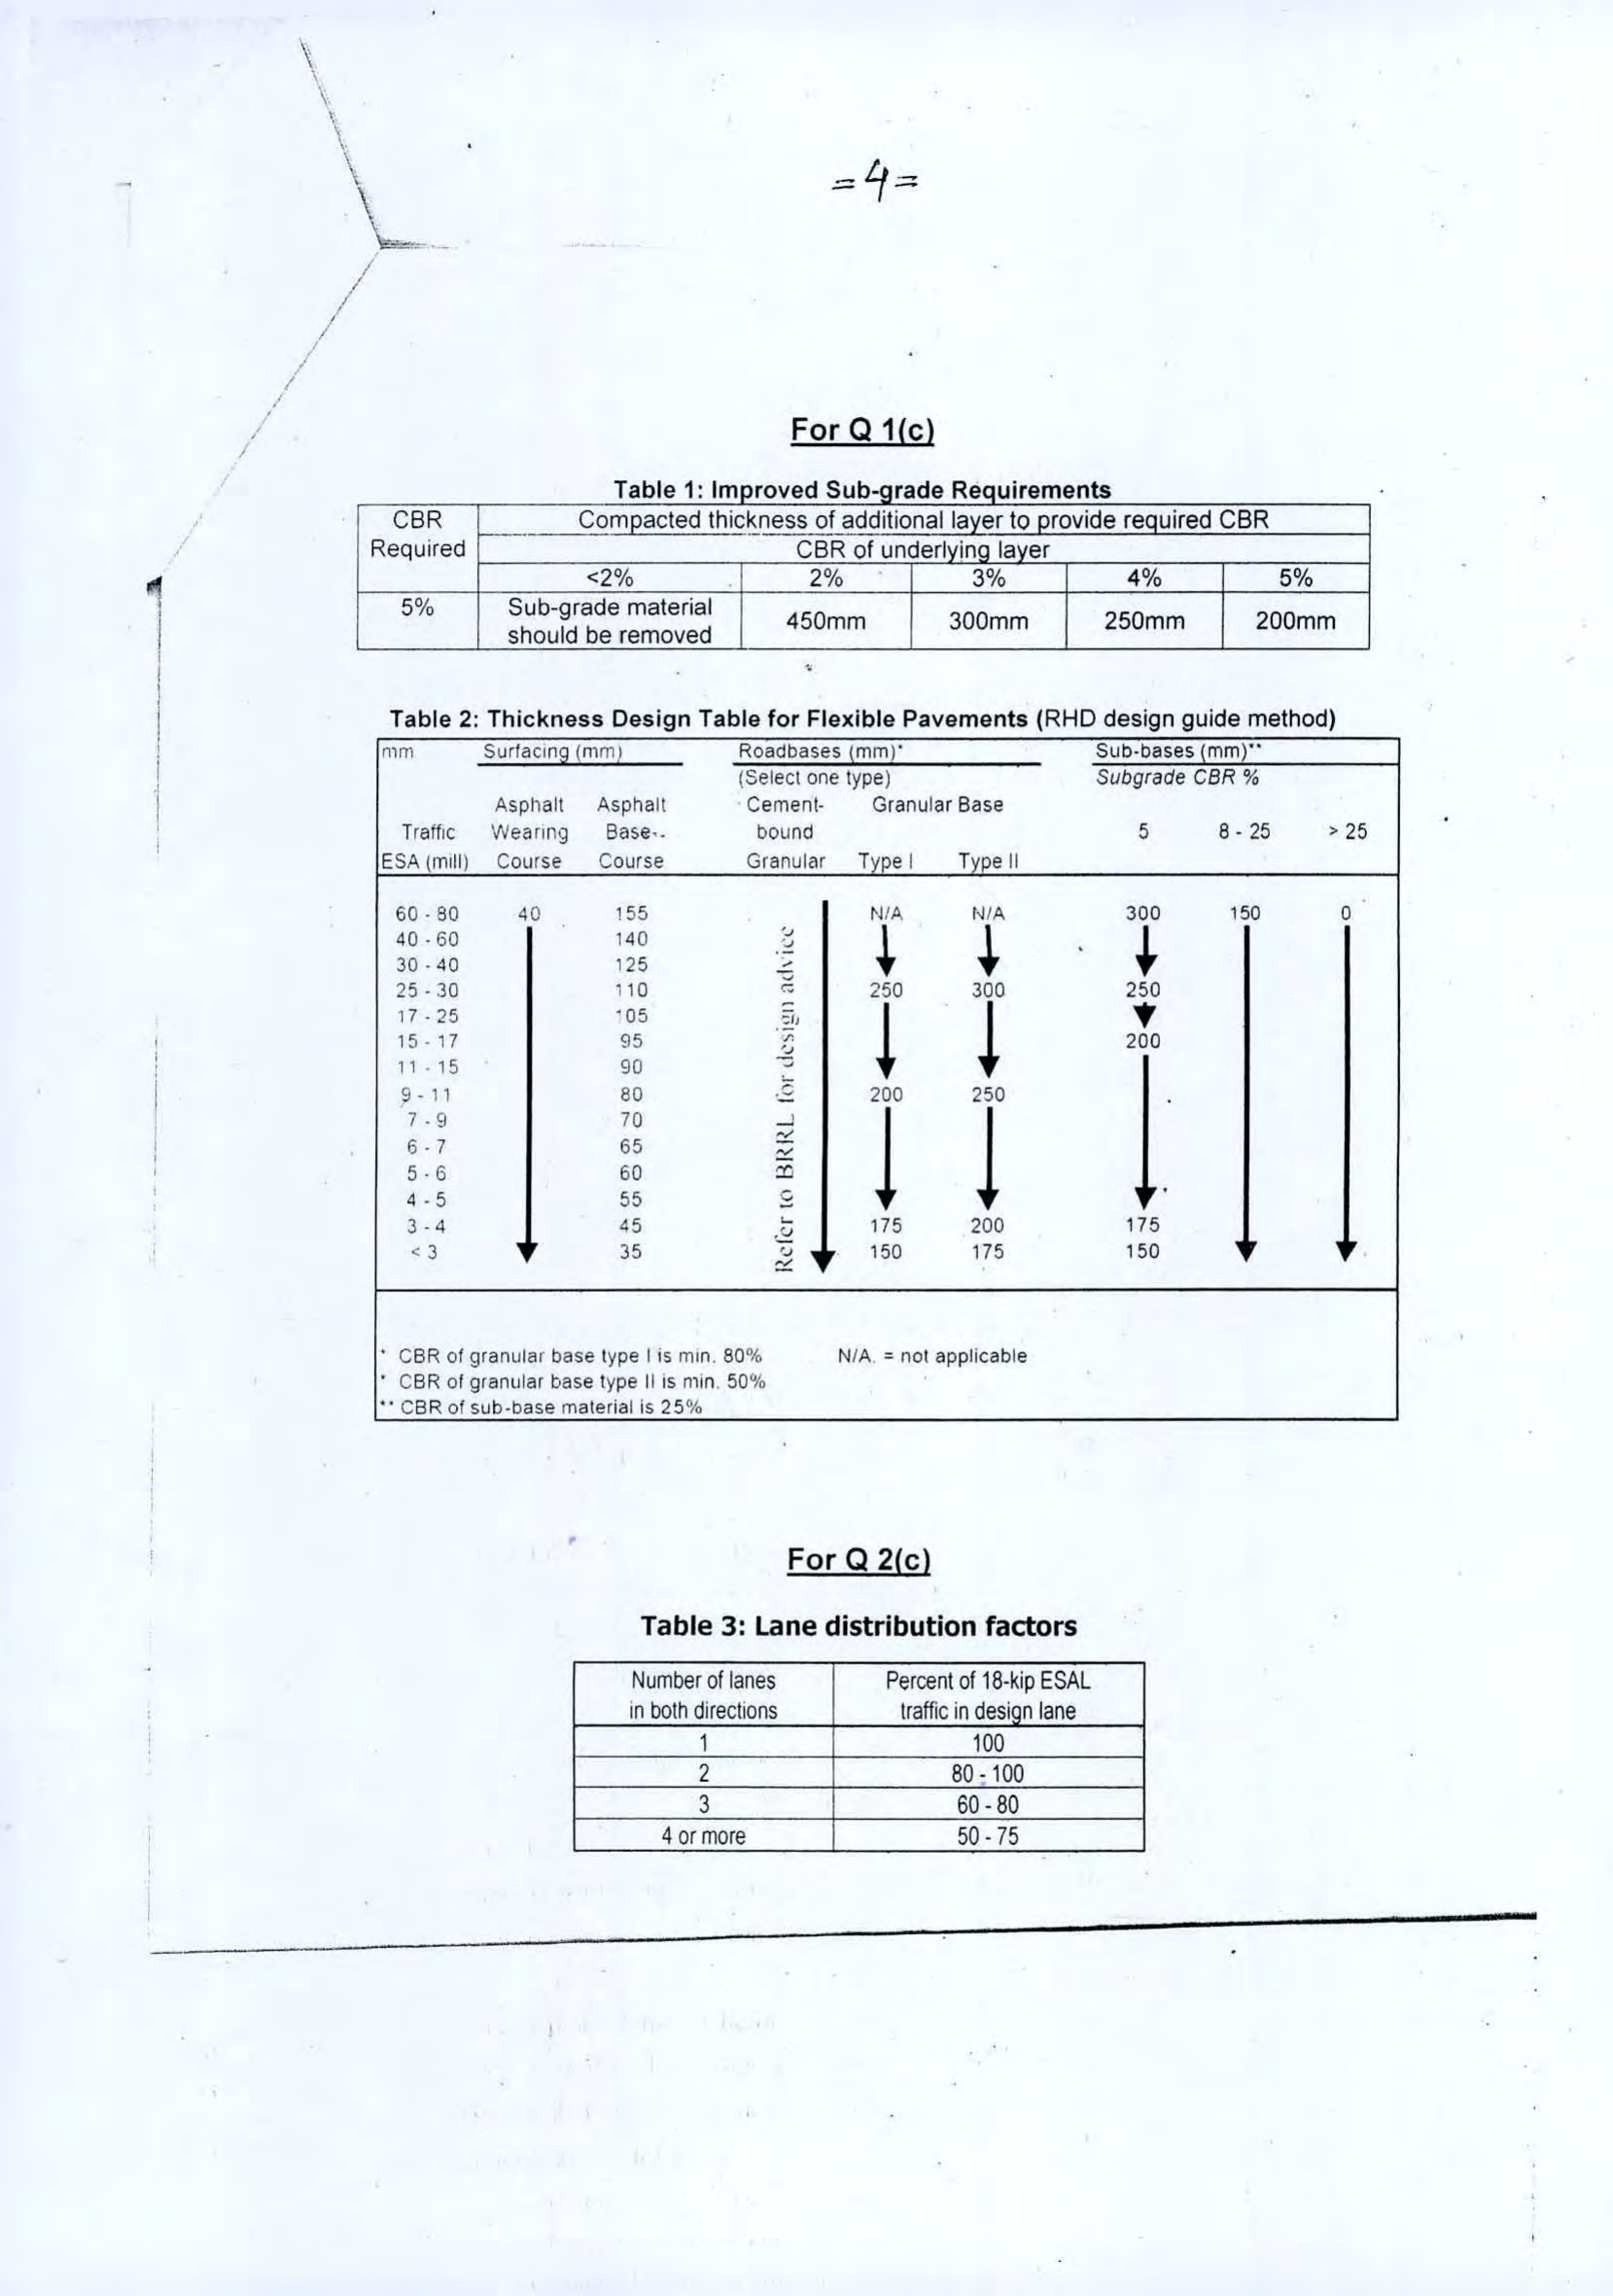 =4=
For Q 1(c)
Table 1: Improved Sub-grade Requirements
CBR Required
Compacted thickness of additional layer to provide required CBR
CBR of underlying layer
<2% 2% 3% 4% 5%
5% Sub-grade material should be removed 450mm 300mm 250mm 200mm
Table 2: Thickness Design Table for Flexible Pavements (RHD design guide method)
mm Surfacing (mm) Roadbases (mm)* Sub-bases (mm)**
(Select one type) Subgrade CBR %
Asphalt Asphalt Cement- Granular Base
Traffic Wearing Base bound 5 8 - 25 > 25
ESA (mill) Course Course Granular Type I Type II
60 - 80 40 155 N/A N/A 300 150 0
40 - 60 140
30 - 40 125
25 - 30 110 250 300 250
17 - 25 105
15 - 17 95 200
11 - 15 90
9 - 11 80 200 250
7 - 9 70
6 - 7 65
5 - 6 60
4 - 5 55
3 - 4 45 175 200 175
< 3 35 150 175 150
Refer to BRRL for design advice
* CBR of granular base type I is min. 80% N/A. = not applicable
* CBR of granular base type II is min. 50%
** CBR of sub-base material is 25%
For Q 2(c)
Table 3: Lane distribution factors
Number of lanes Percent of 18-kip ESAL
in both directions traffic in design lane
1 100
2 80 - 100
3 60 - 80
4 or more 50 - 75